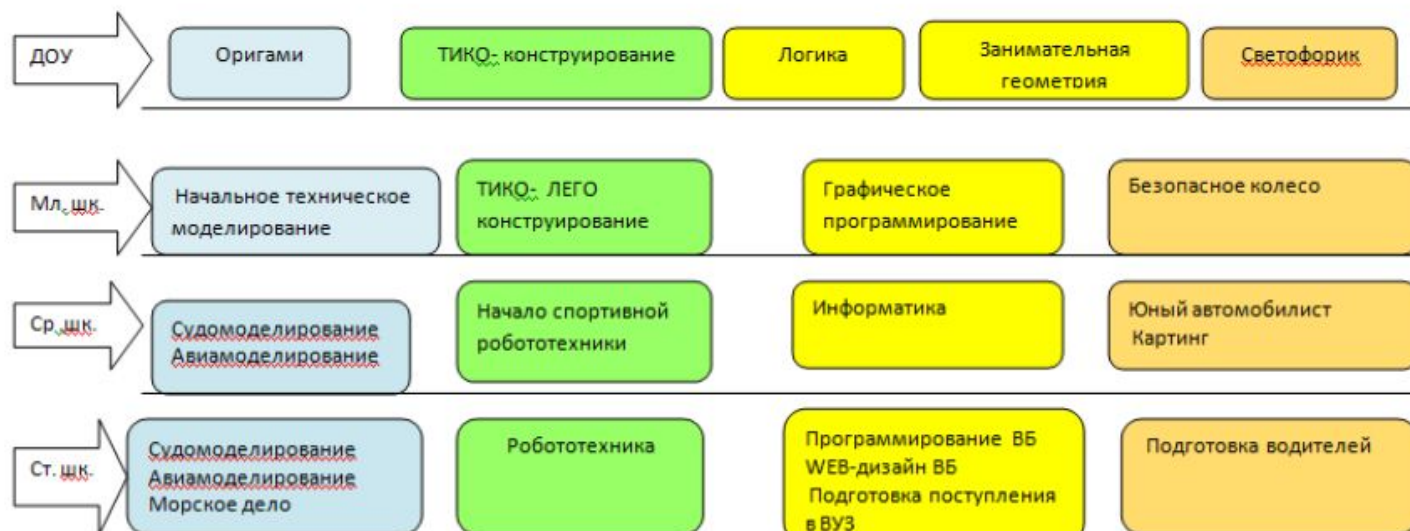 ДОУ
Оригами
ТИКО- конструирование
Логика
Занимательная
геометрия
Светофорик
Мл. шк.
Начальное техническое
моделирование
ТИКО- ЛЕГО
конструирование
Графическое
программирование
Безопасное колесо
Ср. шк.
Судомоделирование
Авиамоделирование
Начало спортивной
робототехники
Информатика
Юный автомобилист
Картинг
Ст. шк.
Судомоделирование
Авиамоделирование
Морское дело
Робототехника
Программирование ВБ
WEB-дизайн ВБ
Подготовка поступления
в ВУЗ
Подготовка водителей